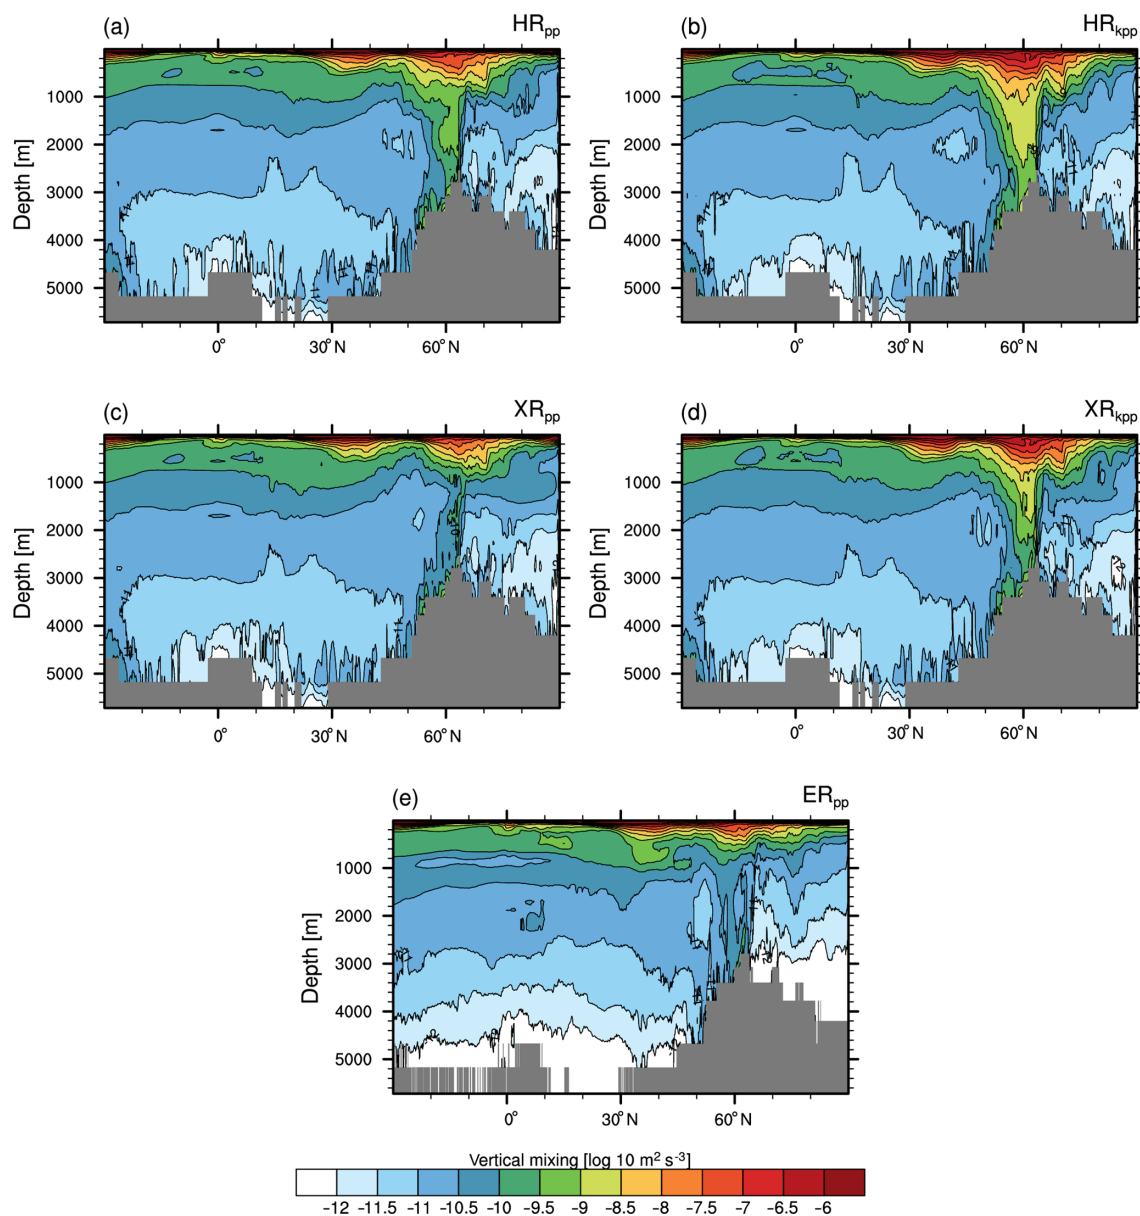 (a) HRpp
(b) HRkpp
Depth [m]
1000
2000
3000
4000
5000
0° 30°N 60°N
Depth [m]
1000
2000
3000
4000
5000
0° 30°N 60°N
(c) XRpp
(d) XRkpp
Depth [m]
1000
2000
3000
4000
5000
0° 30°N 60°N
Depth [m]
1000
2000
3000
4000
5000
0° 30°N 60°N
(e) ERpp
Depth [m]
1000
2000
3000
4000
5000
0° 30°N 60°N
Vertical mixing [log 10 m² s⁻³]
-12 -11.5 -11 -10.5 -10 -9.5 -9 -8.5 -8 -7.5 -7 -6.5 -6